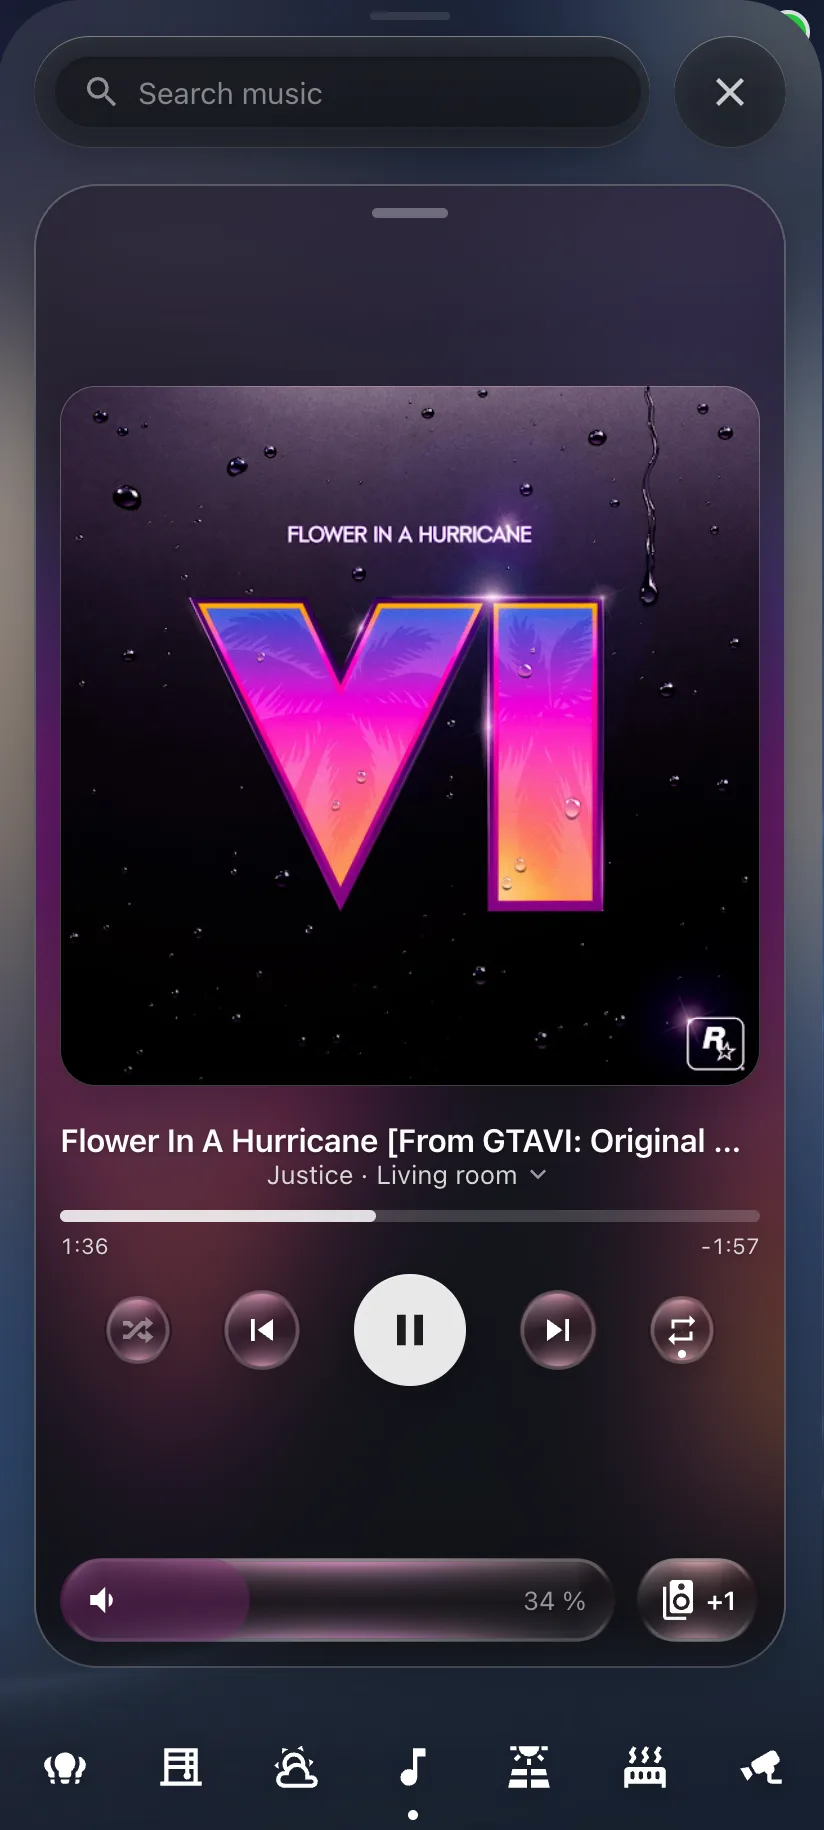 Search music
FLOWER IN A HURRICANE
VI
R
Flower In A Hurricane [From GTAVI: Original ...
Justice · Living room
1:36
-1:57
34 %
+1